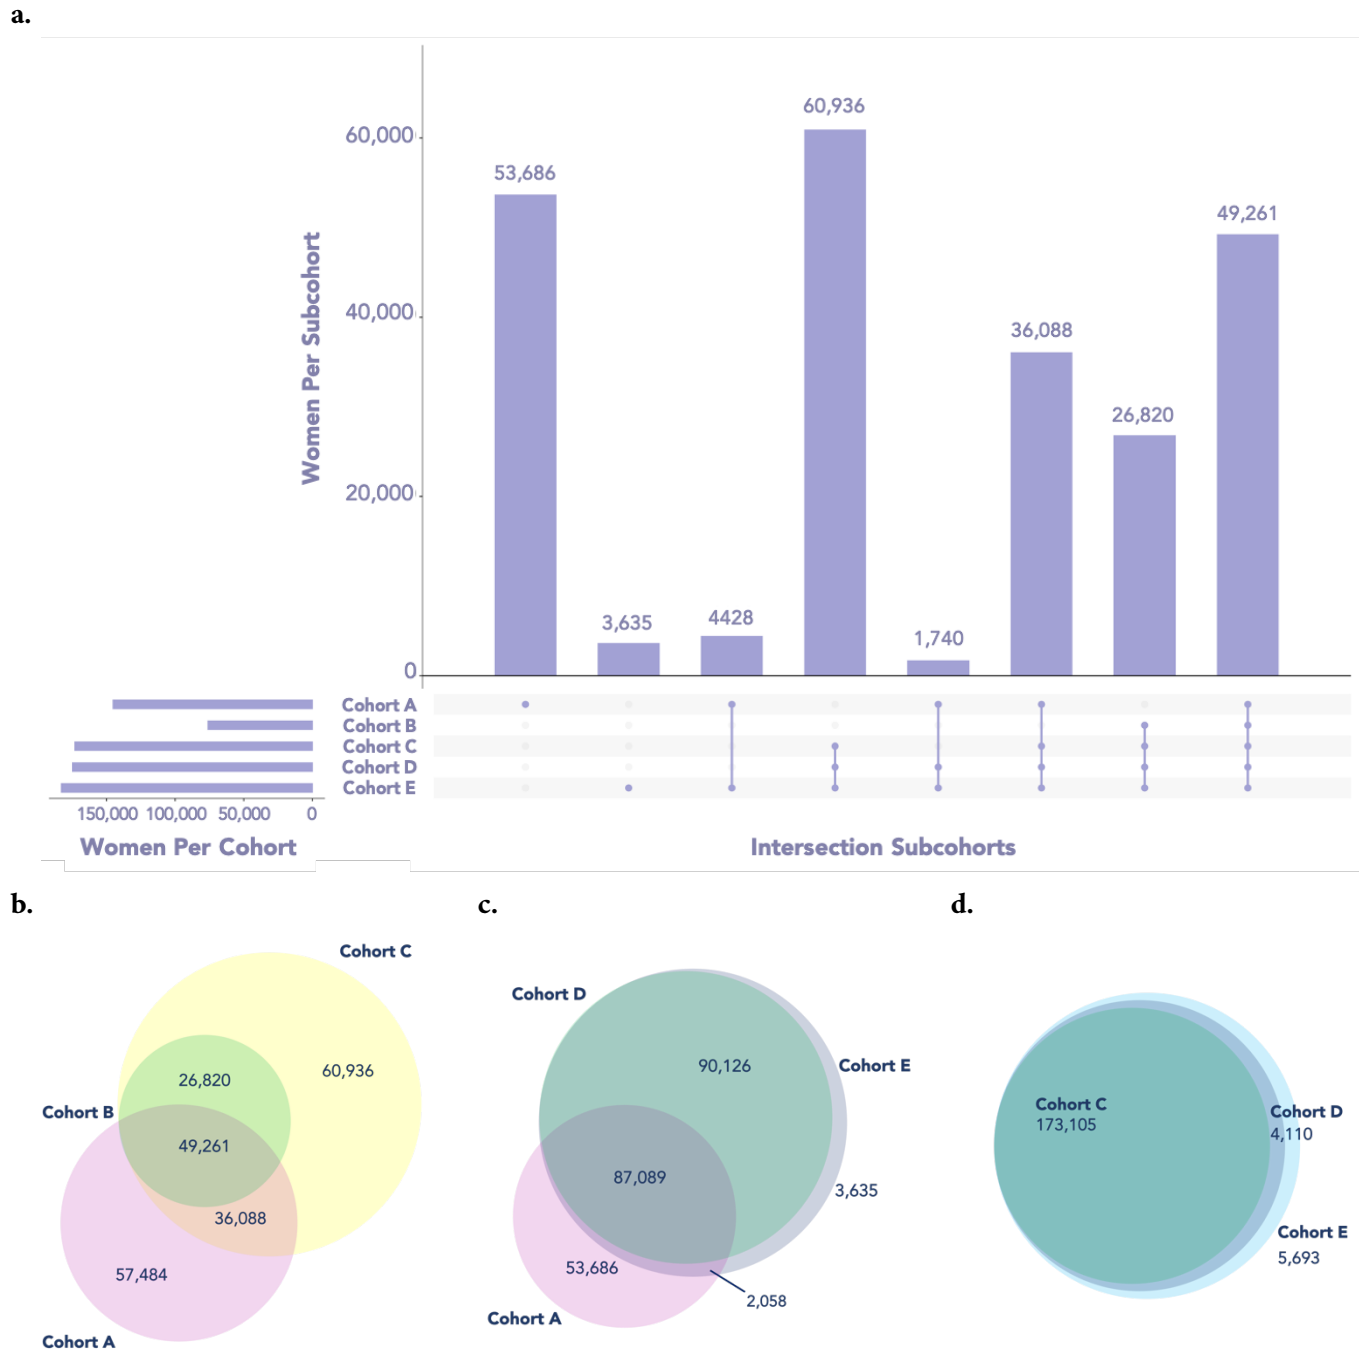 a.
60,936
60,000
53,686
49,261
Women Per Subcohort
40,000
36,088
26,820
20,000
3,635
4428
1,740
0
Cohort A
Cohort B
Cohort C
Cohort D
Cohort E
150,000 100,000 50,000 0
Women Per Cohort
Intersection Subcohorts
b.
Cohort C
60,936
26,820
Cohort B
49,261
36,088
57,484
Cohort A
c.
Cohort D
90,126
Cohort E
87,089
3,635
53,686
2,058
Cohort A
d.
Cohort C
173,105
Cohort D
4,110
Cohort E
5,693